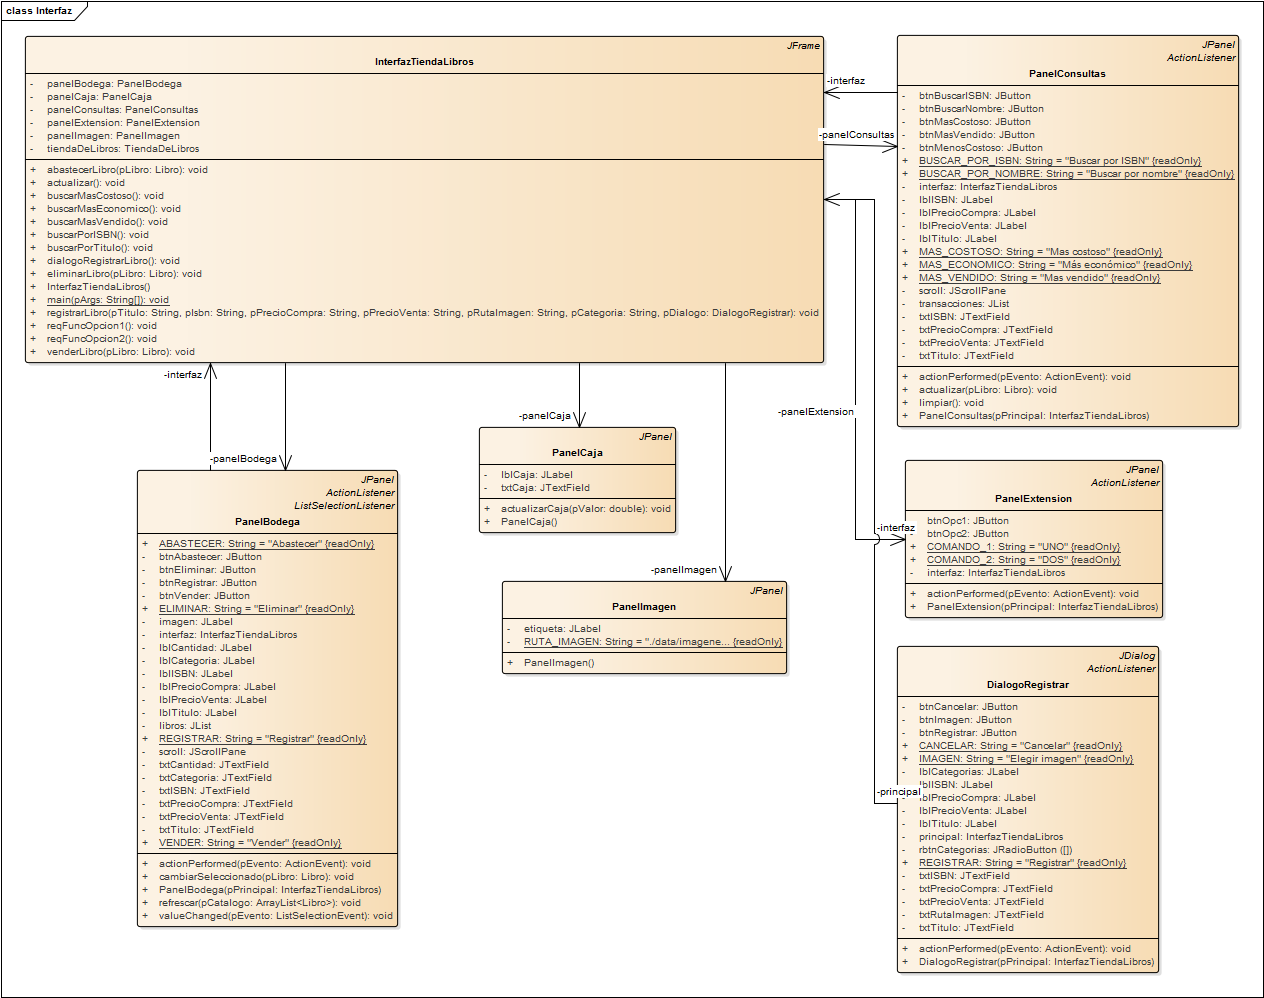 class Interfaz
JFrame
InterfazTiendaLibros
- panelBodega: PanelBodega
- panelCaja: PanelCaja
- panelConsultas: PanelConsultas
- panelExtension: PanelExtension
- panelImagen: PanelImagen
- tiendaDeLibros: TiendaDeLibros
+ abastecerLibro(pLibro: Libro): void
+ actualizar(): void
+ buscarMasCostoso(): void
+ buscarMasEconomico(): void
+ buscarMasVendido(): void
+ buscarPorISBN(): void
+ buscarPorTitulo(): void
+ dialogoRegistrarLibro(): void
+ eliminarLibro(pLibro: Libro): void
+ InterfazTiendaLibros()
+ main(pArgs: String[]): void
+ registrarLibro(pTitulo: String, pIsbn: String, pPrecioCompra: String, pPrecioVenta: String, pRutaImagen: String, pCategoria: String, pDialogo: DialogoRegistrar): void
+ reqFuncOpcion1(): void
+ reqFuncOpcion2(): void
+ venderLibro(pLibro: Libro): void
-interfaz
-panelConsultas
JPanel
ActionListener
PanelConsultas
- btnBuscarISBN: JButton
- btnBuscarNombre: JButton
- btnMasCostoso: JButton
- btnMasVendido: JButton
- btnMenosCostoso: JButton
+ BUSCAR_POR_ISBN: String = "Buscar por ISBN" {readOnly}
+ BUSCAR_POR_NOMBRE: String = "Buscar por nombre" {readOnly}
- interfaz: InterfazTiendaLibros
- lblISBN: JLabel
- lblPrecioCompra: JLabel
- lblPrecioVenta: JLabel
- lblTitulo: JLabel
+ MAS_COSTOSO: String = "Mas costoso" {readOnly}
+ MAS_ECONOMICO: String = "Más económico" {readOnly}
+ MAS_VENDIDO: String = "Mas vendido" {readOnly}
- scroll: JScrollPane
- transacciones: JList
- txtISBN: JTextField
- txtPrecioCompra: JTextField
- txtPrecioVenta: JTextField
- txtTitulo: JTextField
+ actionPerformed(pEvento: ActionEvent): void
+ actualizar(pLibro: Libro): void
+ limpiar(): void
+ PanelConsultas(pPrincipal: InterfazTiendaLibros)
-interfaz
-panelBodega
-panelCaja
-panelImagen
-panelExtension
-interfaz
-principal
JPanel
ActionListener
ListSelectionListener
PanelBodega
+ ABASTECER: String = "Abastecer" {readOnly}
- btnAbastecer: JButton
- btnEliminar: JButton
- btnRegistrar: JButton
- btnVender: JButton
+ ELIMINAR: String = "Eliminar" {readOnly}
- imagen: JLabel
- interfaz: InterfazTiendaLibros
- lblCantidad: JLabel
- lblCategoria: JLabel
- lblISBN: JLabel
- lblPrecioCompra: JLabel
- lblPrecioVenta: JLabel
- lblTitulo: JLabel
- libros: JList
+ REGISTRAR: String = "Registrar" {readOnly}
- scroll: JScrollPane
- txtCantidad: JTextField
- txtCategoria: JTextField
- txtISBN: JTextField
- txtPrecioCompra: JTextField
- txtPrecioVenta: JTextField
- txtTitulo: JTextField
+ VENDER: String = "Vender" {readOnly}
+ actionPerformed(pEvento: ActionEvent): void
+ cambiarSeleccionado(pLibro: Libro): void
+ PanelBodega(pPrincipal: InterfazTiendaLibros)
+ refrescar(pCatalogo: ArrayList<Libro>): void
+ valueChanged(pEvento: ListSelectionEvent): void
JPanel
PanelCaja
- lblCaja: JLabel
- txtCaja: JTextField
+ actualizarCaja(pValor: double): void
+ PanelCaja()
JPanel
PanelImagen
- etiqueta: JLabel
- RUTA_IMAGEN: String = "./data/imagene... {readOnly}
+ PanelImagen()
JPanel
ActionListener
PanelExtension
btnOpc1: JButton
- btnOpc2: JButton
+ COMANDO_1: String = "UNO" {readOnly}
+ COMANDO_2: String = "DOS" {readOnly}
- interfaz: InterfazTiendaLibros
+ actionPerformed(pEvento: ActionEvent): void
+ PanelExtension(pPrincipal: InterfazTiendaLibros)
JDialog
ActionListener
DialogoRegistrar
- btnCancelar: JButton
- btnImagen: JButton
- btnRegistrar: JButton
+ CANCELAR: String = "Cancelar" {readOnly}
+ IMAGEN: String = "Elegir imagen" {readOnly}
- lblCategorias: JLabel
- lblISBN: JLabel
- lblPrecioCompra: JLabel
- lblPrecioVenta: JLabel
- lblTitulo: JLabel
- principal: InterfazTiendaLibros
- rbtnCategorias: JRadioButton ([])
+ REGISTRAR: String = "Registrar" {readOnly}
- txtISBN: JTextField
- txtPrecioCompra: JTextField
- txtPrecioVenta: JTextField
- txtRutaImagen: JTextField
- txtTitulo: JTextField
+ actionPerformed(pEvento: ActionEvent): void
+ DialogoRegistrar(pPrincipal: InterfazTiendaLibros)